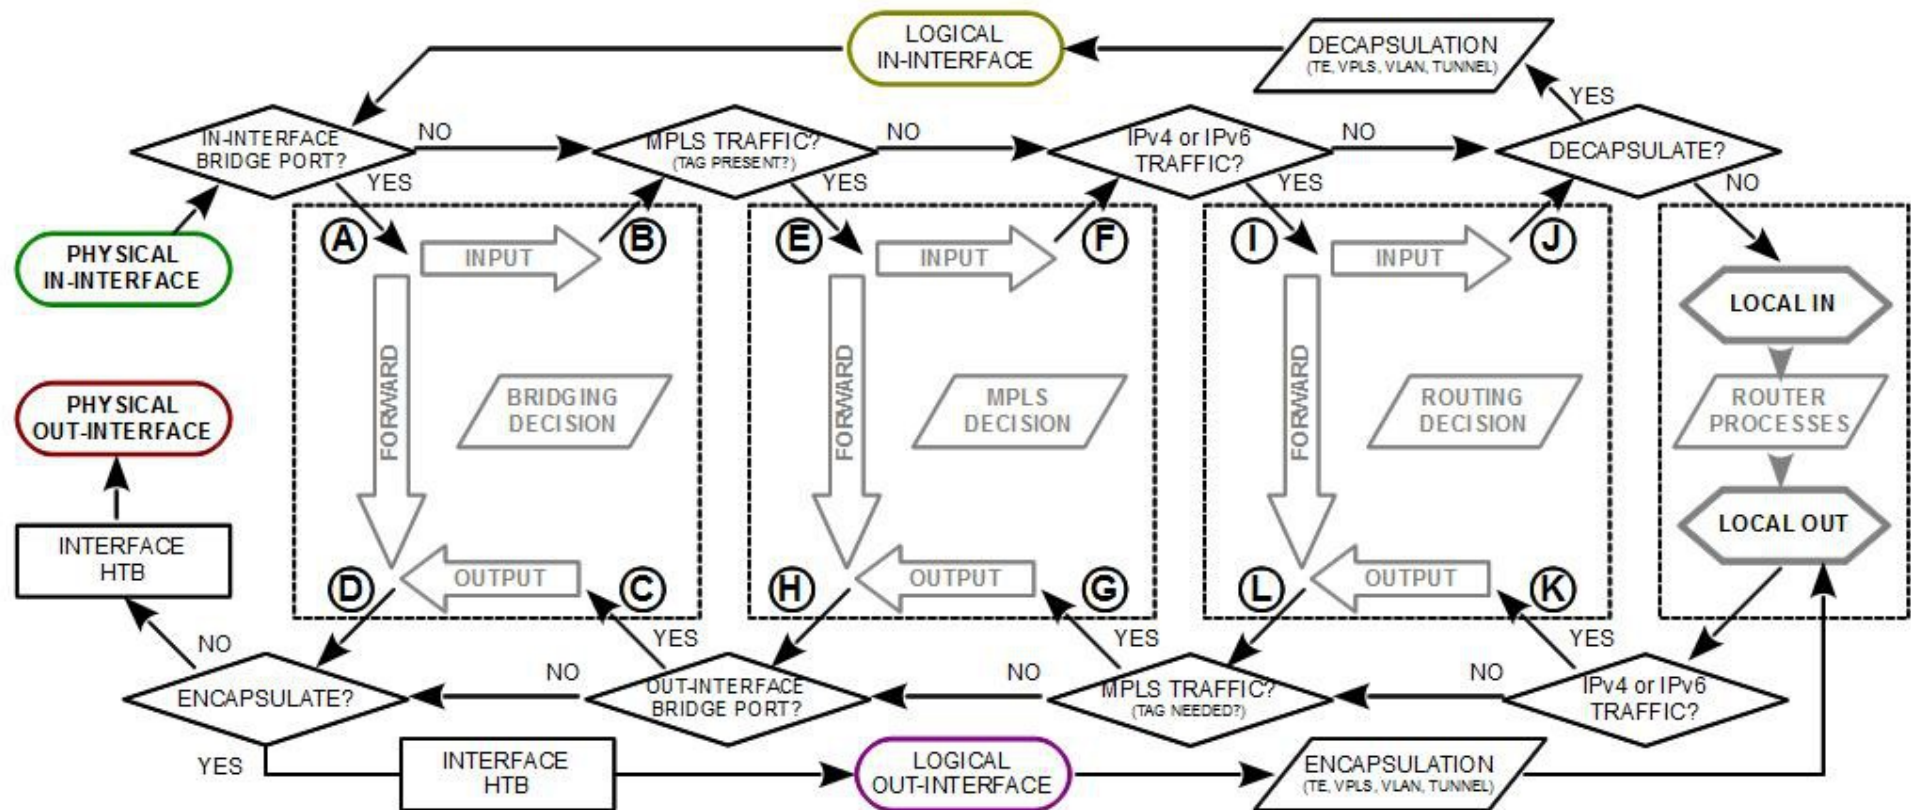 LOGICAL
IN-INTERFACE
DECAPSULATION
(TE, VPLS, VLAN, TUNNEL)
YES
IN-INTERFACE
BRIDGE PORT?
NO
MPLS TRAFFIC?
(TAG PRESENT?)
NO
IPv4 or IPv6
TRAFFIC?
NO
DECAPSULATE?
YES
YES
YES
NO
PHYSICAL
IN-INTERFACE
A
INPUT
B
E
INPUT
F
I
INPUT
J
LOCAL IN
FORWARD
FORWARD
FORWARD
PHYSICAL
OUT-INTERFACE
BRIDGING
DECISION
MPLS
DECISION
ROUTING
DECISION
ROUTER
PROCESSES
LOCAL OUT
INTERFACE
HTB
D
OUTPUT
C
H
OUTPUT
G
L
OUTPUT
K
NO
YES
YES
YES
ENCAPSULATE?
NO
OUT-INTERFACE
BRIDGE PORT?
NO
MPLS TRAFFIC?
(TAG NEEDED?)
NO
IPv4 or IPv6
TRAFFIC?
YES
INTERFACE
HTB
LOGICAL
OUT-INTERFACE
ENCAPSULATION
(TE, VPLS, VLAN, TUNNEL)